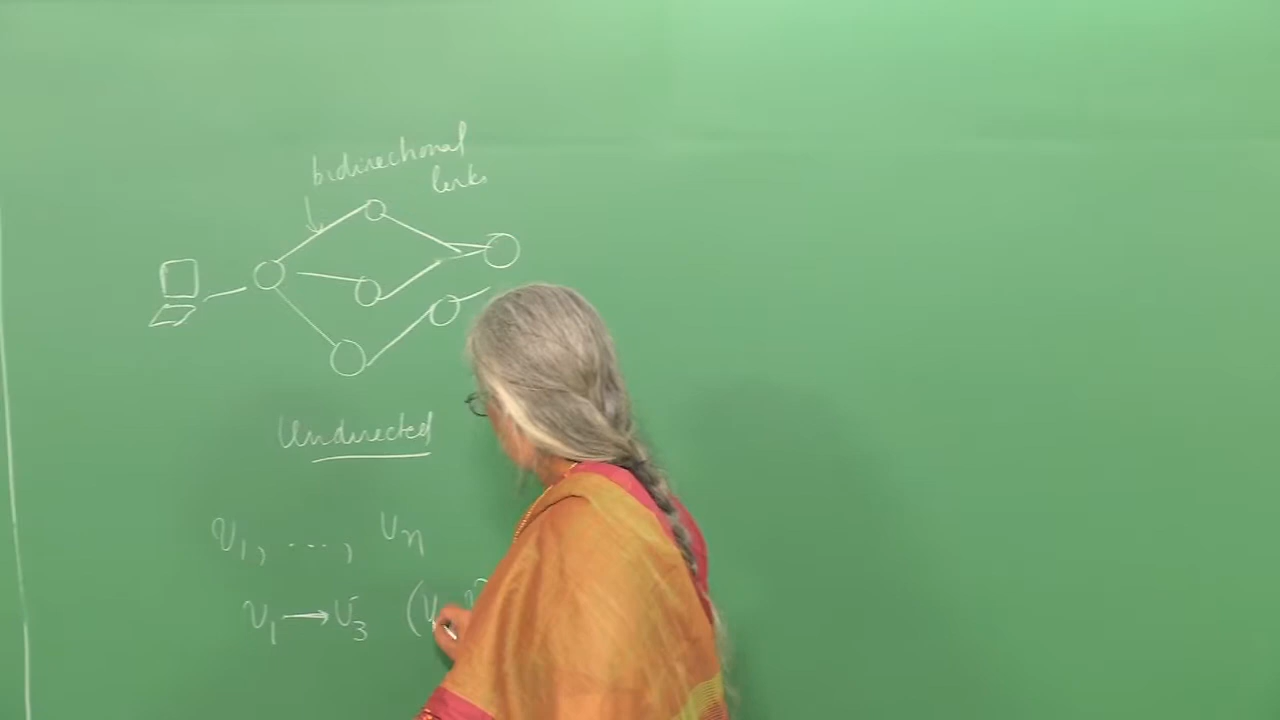 bidirectional
links
Undirected
v1, ..., vn
v1 → v3 (v